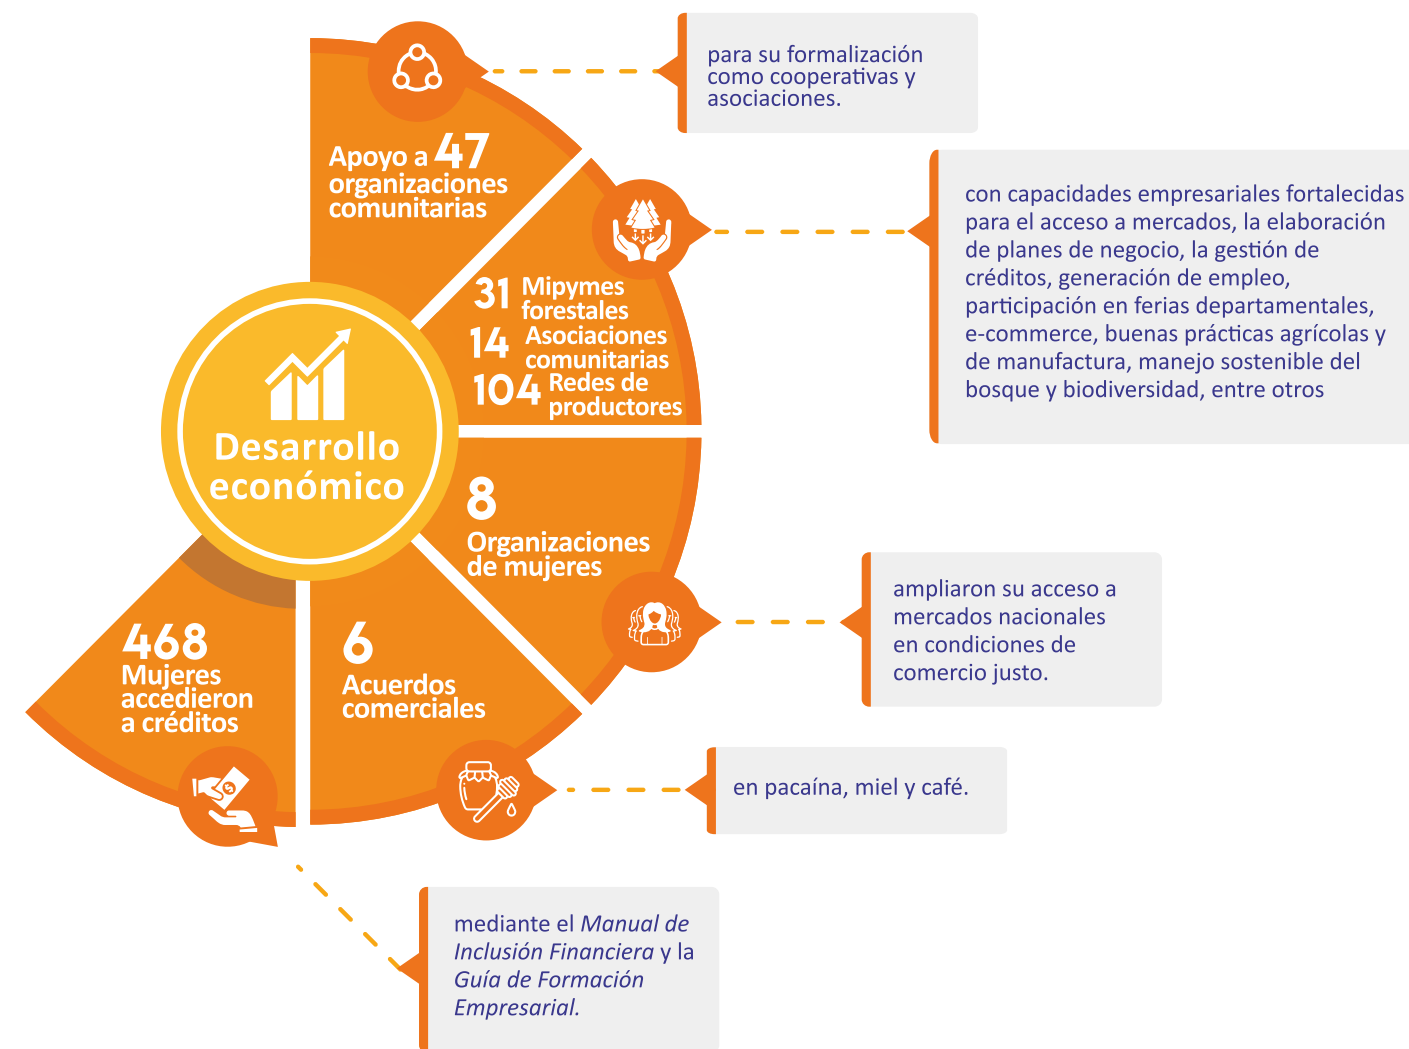 Apoyo a 47
organizaciones
comunitarias
para su formalización
como cooperativas y
asociaciones.
31 Mipymes
forestales
14 Asociaciones
comunitarias
104 Redes de
productores
con capacidades empresariales fortalecidas
para el acceso a mercados, la elaboración
de planes de negocio, la gestión de
créditos, generación de empleo,
participación en ferias departamentales,
e-commerce, buenas prácticas agrícolas y
de manufactura, manejo sostenible del
bosque y biodiversidad, entre otros
Desarrollo
económico
8
Organizaciones
de mujeres
ampliaron su acceso a
mercados nacionales
en condiciones de
comercio justo.
6
Acuerdos
comerciales
en pacaína, miel y café.
468
Mujeres
accedieron
a créditos
mediante el Manual de
Inclusión Financiera y la
Guía de Formación
Empresarial.